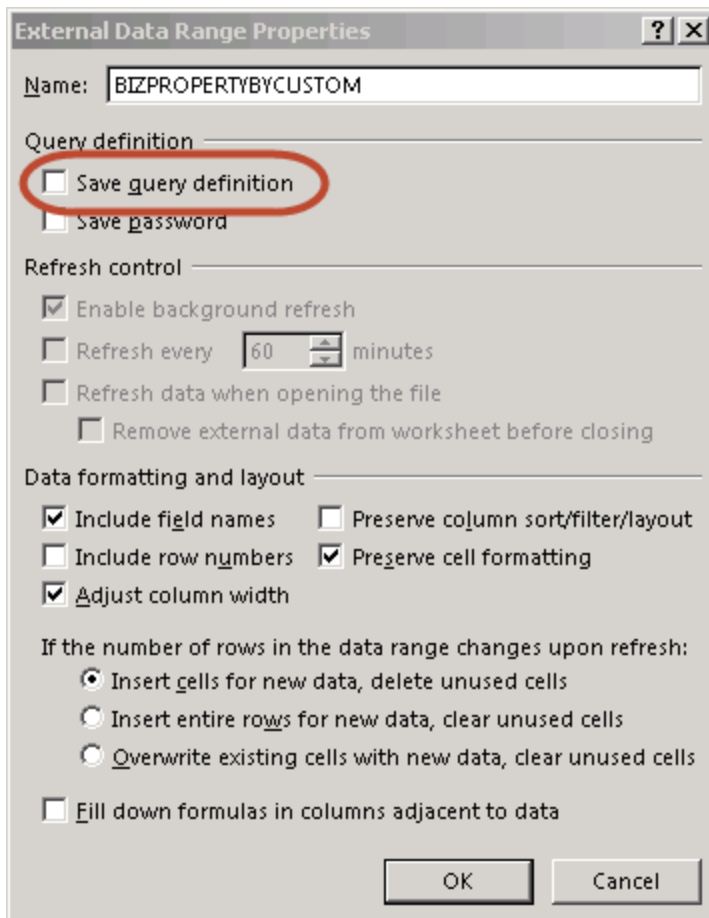 External Data Range Properties
Name: BIZPROPERTYBYCUSTOM
Query definition
Save query definition
Save password
Refresh control
Enable background refresh
Refresh every 60 minutes
Refresh data when opening the file
Remove external data from worksheet before closing
Data formatting and layout
Include field names Preserve column sort/filter/layout
Include row numbers Preserve cell formatting
Adjust column width
If the number of rows in the data range changes upon refresh:
Insert cells for new data, delete unused cells
Insert entire rows for new data, clear unused cells
Overwrite existing cells with new data, clear unused cells
Fill down formulas in columns adjacent to data
OK Cancel